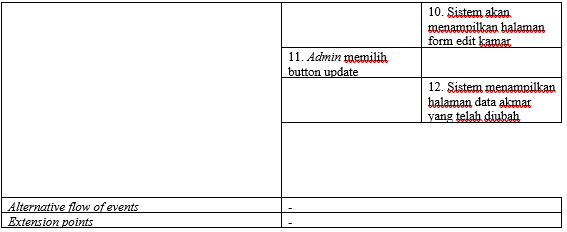 10. Sistem akan
menampilkan halaman
form edit kamar
11. Admin memilih
button update
12. Sistem menampilkan
halaman data akmar
yang telah diubah
Alternative flow of events
-
Extension points
-